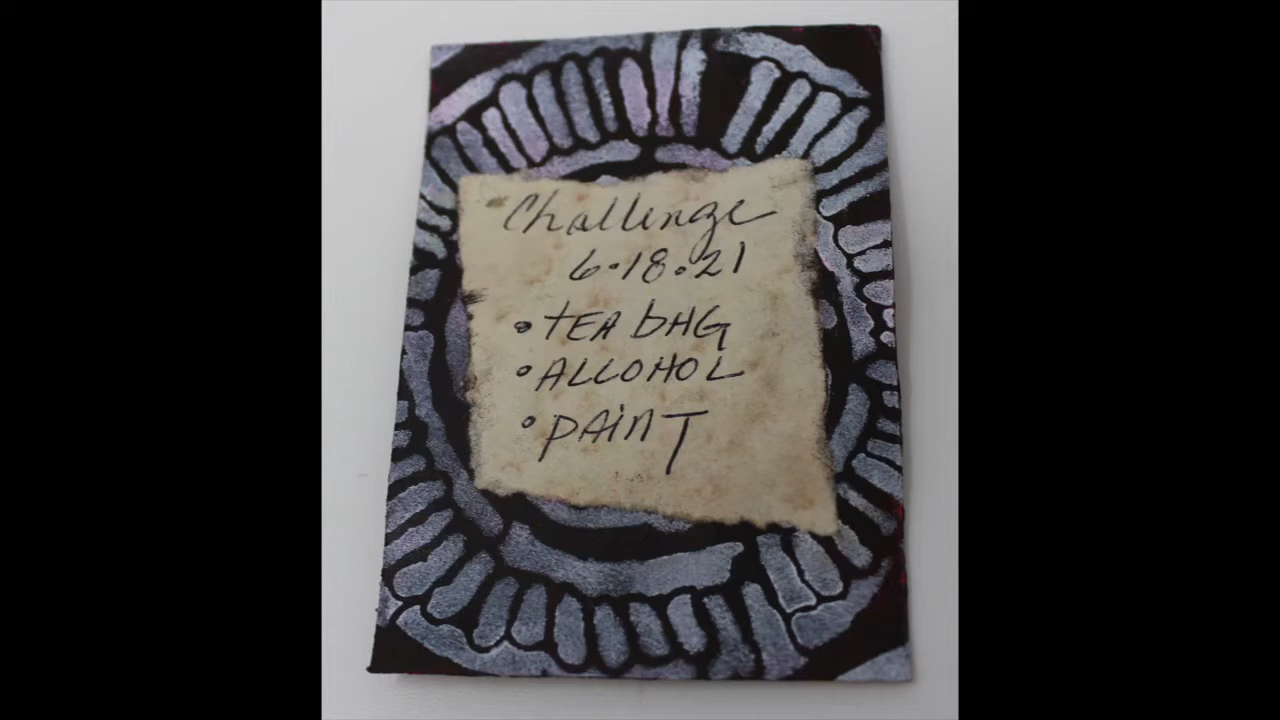 Challenge
6.18.21
• tEA bAG
• ALCOHOL
• PAinT